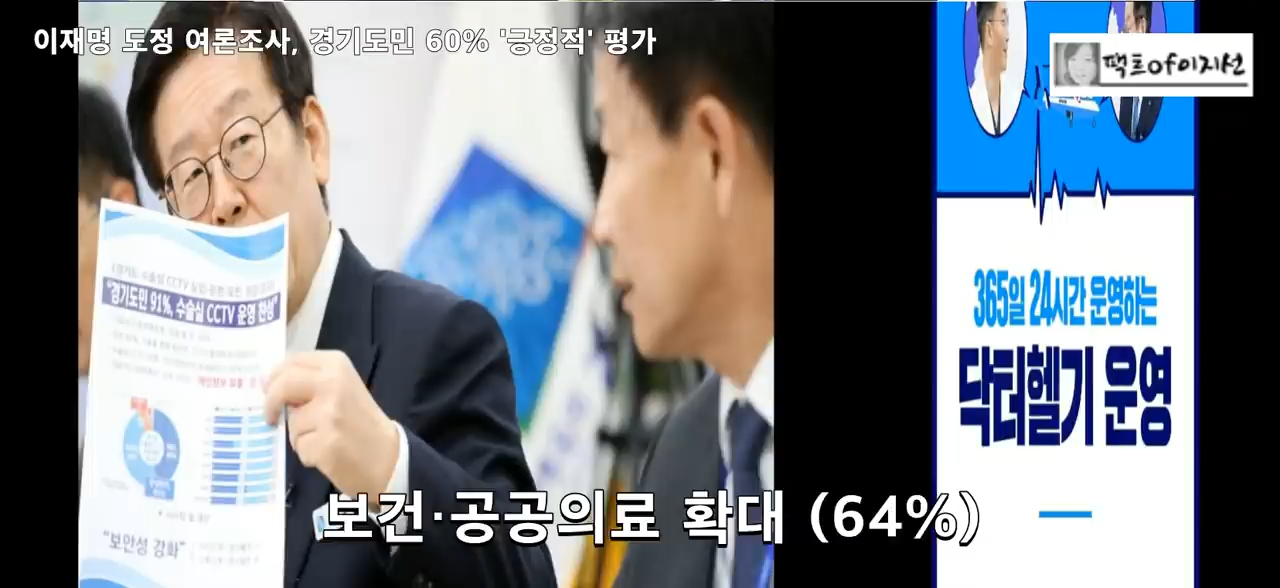 이재명 도정 여론조사, 경기도민 60% '긍정적' 평가
팩트of이지선
"경기도민 91%, 수술실 CCTV 운영 찬성"
365일 24시간 운영하는
닥터헬기 운영
"보안성 강화"
보건·공공의료 확대 (64%)